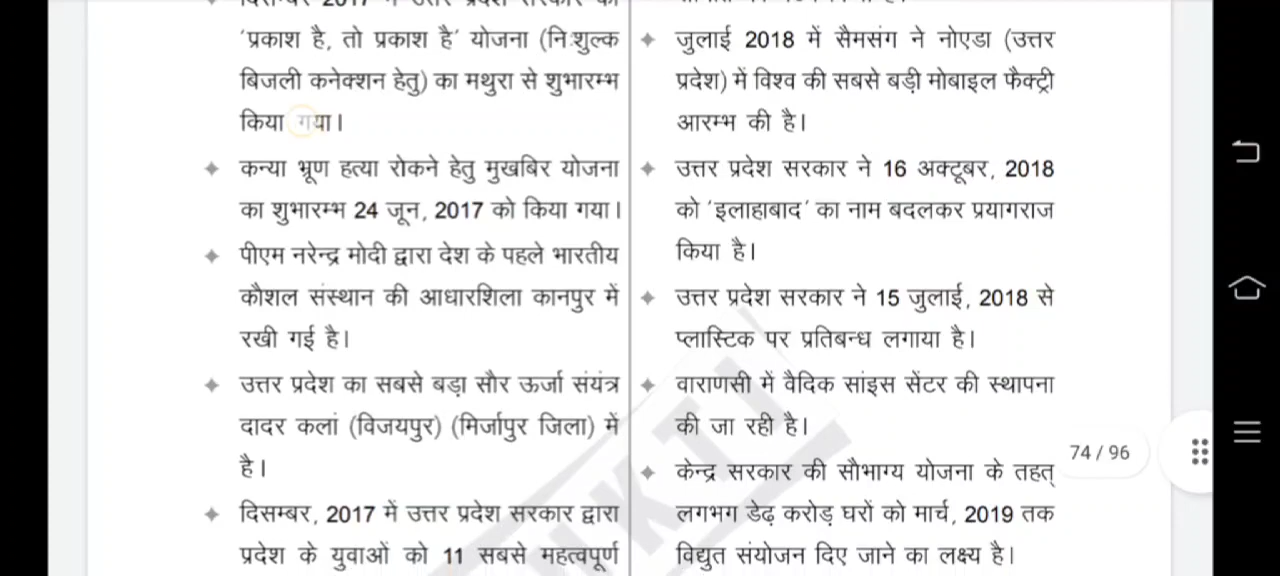 'प्रकाश है, तो प्रकाश है' योजना (निःशुल्क
बिजली कनेक्शन हेतु) का मथुरा से शुभारम्भ
किया गया।
कन्या भ्रूण हत्या रोकने हेतु मुखबिर योजना
का शुभारम्भ 24 जून, 2017 को किया गया।
पीएम नरेन्द्र मोदी द्वारा देश के पहले भारतीय
कौशल संस्थान की आधारशिला कानपुर में
रखी गई है।
उत्तर प्रदेश का सबसे बड़ा सौर ऊर्जा संयंत्र
दादर कलां (विजयपुर) (मिर्जापुर जिला) में
है।
दिसम्बर, 2017 में उत्तर प्रदेश सरकार द्वारा
प्रदेश के युवाओं को 11 सबसे महत्वपूर्ण
जुलाई 2018 में सैमसंग ने नोएडा (उत्तर
प्रदेश) में विश्व की सबसे बड़ी मोबाइल फैक्ट्री
आरम्भ की है।
उत्तर प्रदेश सरकार ने 16 अक्टूबर, 2018
को 'इलाहाबाद' का नाम बदलकर प्रयागराज
किया है।
उत्तर प्रदेश सरकार ने 15 जुलाई, 2018 से
प्लास्टिक पर प्रतिबन्ध लगाया है।
वाराणसी में वैदिक सांइस सेंटर की स्थापना
की जा रही है।
केन्द्र सरकार की सौभाग्य योजना के तहत्
लगभग डेढ़ करोड़ घरों को मार्च, 2019 तक
विद्युत संयोजन दिए जाने का लक्ष्य है।
74 / 96